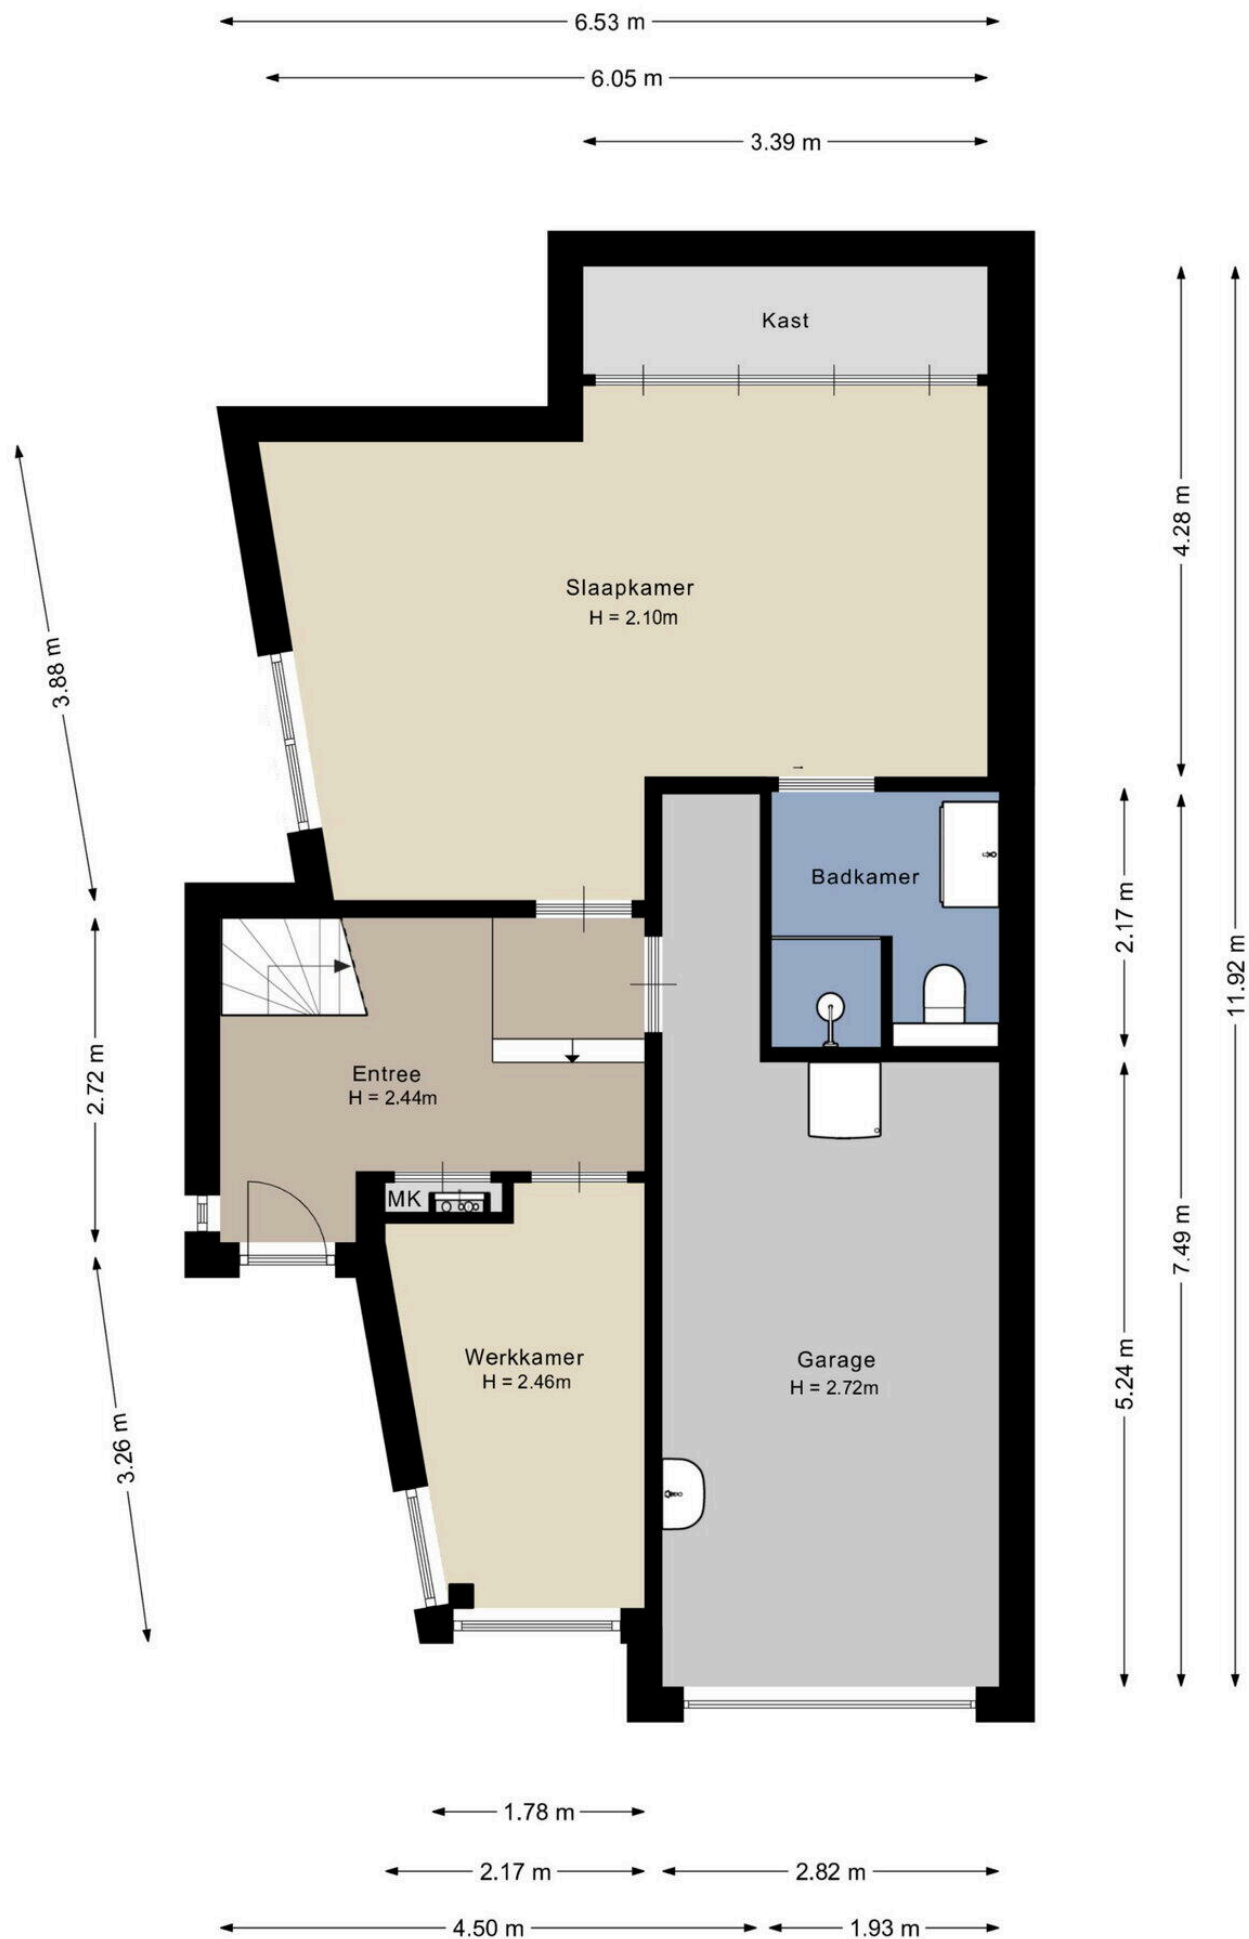 6.53 m
6.05 m
3.39 m
Kast
4.28 m
Slaapkamer
H = 2.10m
3.88 m
Badkamer
2.17 m
11.92 m
Entree
H = 2.44m
2.72 m
MK
7.49 m
Werkkamer
H = 2.46m
Garage
H = 2.72m
5.24 m
3.26 m
1.78 m
2.17 m
2.82 m
4.50 m
1.93 m